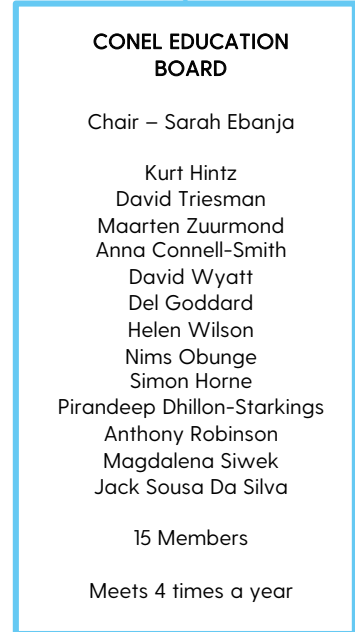 CONEL EDUCATION
BOARD
Chair – Sarah Ebanja
Kurt Hintz
David Triesman
Maarten Zuurmond
Anna Connell-Smith
David Wyatt
Del Goddard
Helen Wilson
Nims Obunge
Simon Horne
Pirandeep Dhillon-Starkings
Anthony Robinson
Magdalena Siwek
Jack Sousa Da Silva
15 Members
Meets 4 times a year